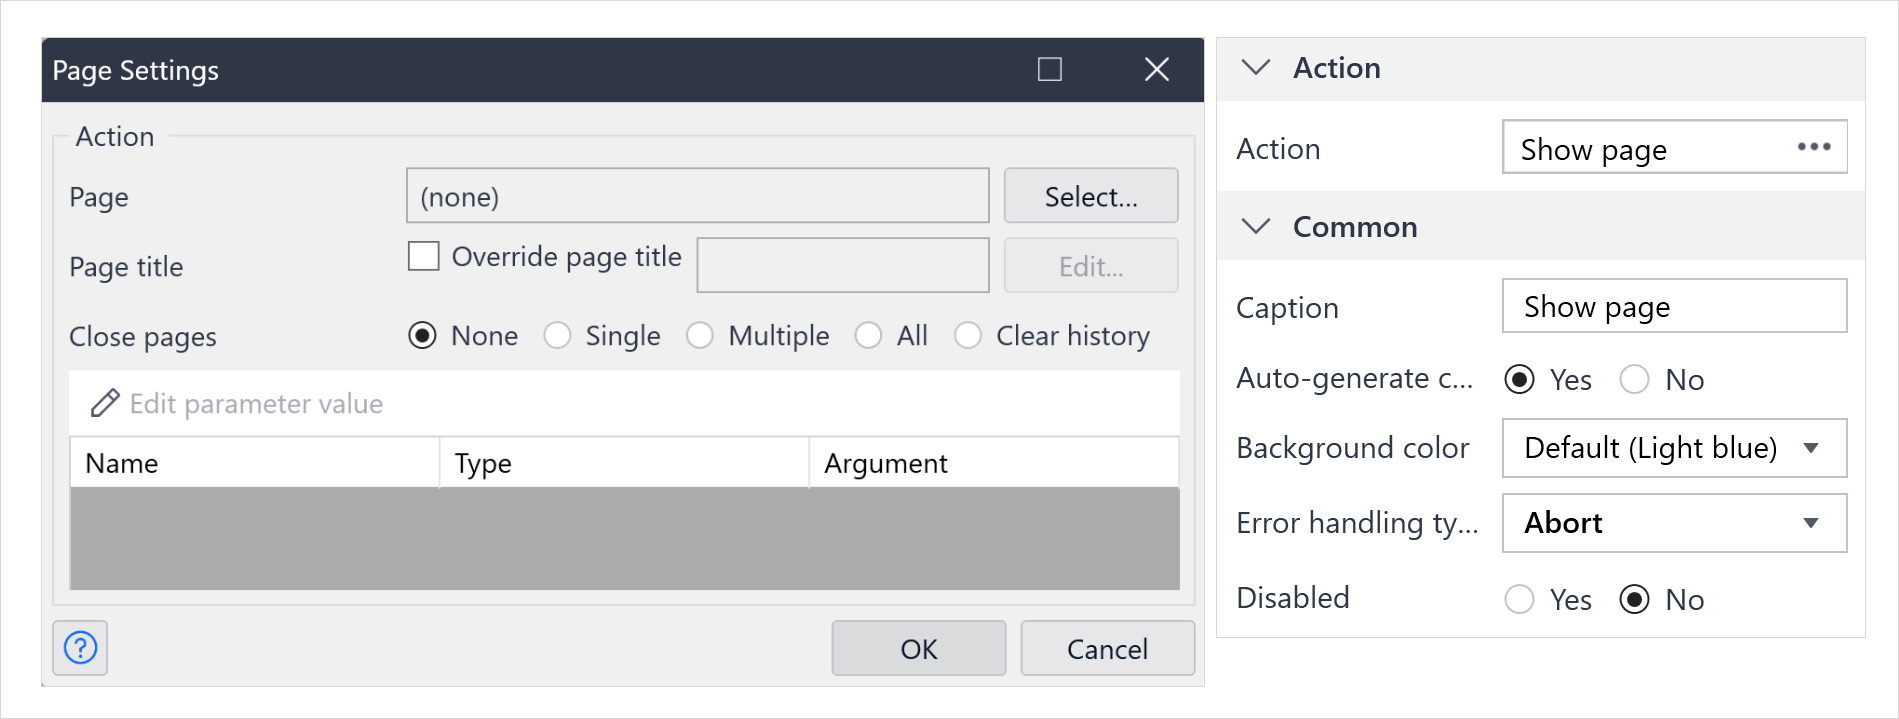 Page Settings
Action
Page
(none)
Select...
Page title
Override page title
Edit...
Close pages
None
Single
Multiple
All
Clear history
Edit parameter value
Name
Type
Argument
?
OK
Cancel
Action
Action
Show page
•••
Common
Caption
Show page
Auto-generate c...
Yes
No
Background color
Default (Light blue)
Error handling ty...
Abort
Disabled
Yes
No